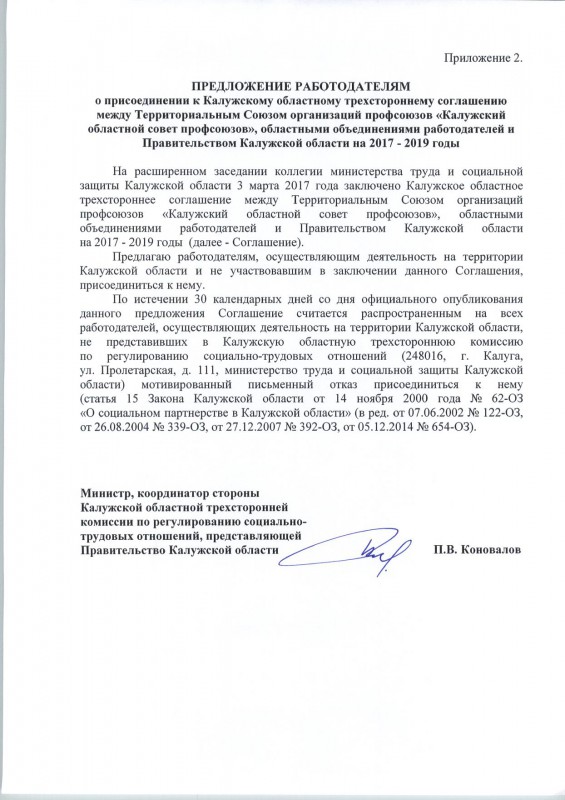 Приложение 2.
ПРЕДЛОЖЕНИЕ РАБОТОДАТЕЛЯМ
о присоединении к Калужскому областному трехстороннему соглашению
между Территориальным Союзом организаций профсоюзов «Калужский
областной совет профсоюзов», областными объединениями работодателей и
Правительством Калужской области на 2017 - 2019 годы
На расширенном заседании коллегии министерства труда и социальной
защиты Калужской области 3 марта 2017 года заключено Калужское областное
трехстороннее соглашение между Территориальным Союзом организаций
профсоюзов «Калужский областной совет профсоюзов», областными
объединениями работодателей и Правительством Калужской области
на 2017 - 2019 годы (далее - Соглашение).
Предлагаю работодателям, осуществляющим деятельность на территории
Калужской области и не участвовавшим в заключении данного Соглашения,
присоединиться к нему.
По истечении 30 календарных дней со дня официального опубликования
данного предложения Соглашение считается распространенным на всех
работодателей, осуществляющих деятельность на территории Калужской области,
не представивших в Калужскую областную трехстороннюю комиссию
по регулированию социально-трудовых отношений (248016, г. Калуга,
ул. Пролетарская, д. 111, министерство труда и социальной защиты Калужской
области) мотивированный письменный отказ присоединиться к нему
(статья 15 Закона Калужской области от 14 ноября 2000 года № 62-ОЗ
«О социальном партнерстве в Калужской области» (в ред. от 07.06.2002 № 122-ОЗ,
от 26.08.2004 № 339-ОЗ, от 27.12.2007 № 392-ОЗ, от 05.12.2014 № 654-ОЗ).
Министр, координатор стороны
Калужской областной трехсторонней
комиссии по регулированию социально-
трудовых отношений, представляющей
Правительство Калужской области П.В. Коновалов